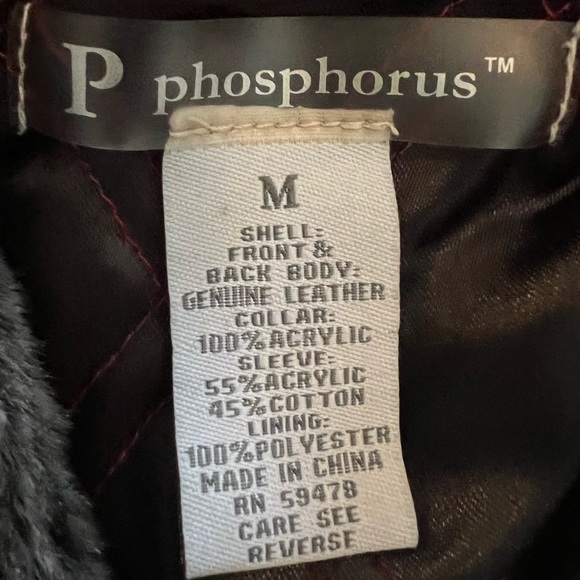 P phosphorus™
M
SHELL:
FRONT &
BACK BODY:
GENUINE LEATHER
COLLAR:
100%ACRYLIC
SLEEVE:
55%ACRYLIC
45%COTTON
LINING:
100%POLYESTER
MADE IN CHINA
RN 59478
CARE SEE
REVERSE